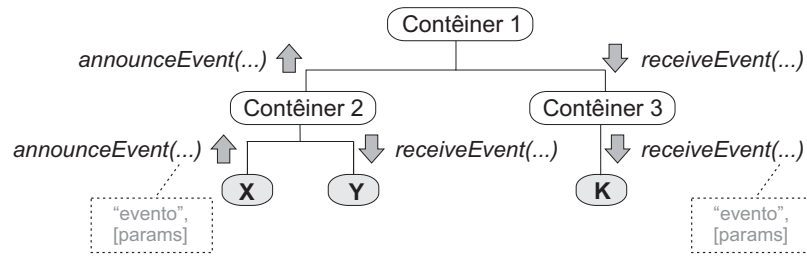 Contêiner 1
announceEvent(...)
receiveEvent(...)
Contêiner 2
Contêiner 3
announceEvent(...)
receiveEvent(...)
receiveEvent(...)
X
Y
K
“evento”,
[params]
“evento”,
[params]